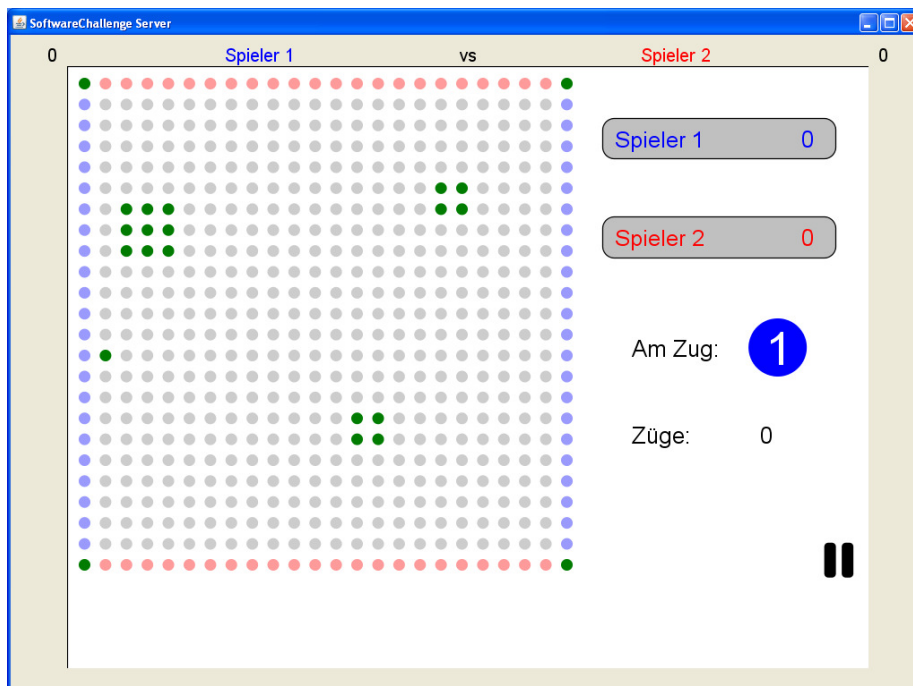 SoftwareChallenge Server
0 Spieler 1 vs Spieler 2 0
Spieler 1 0
Spieler 2 0
Am Zug: 1
Züge: 0